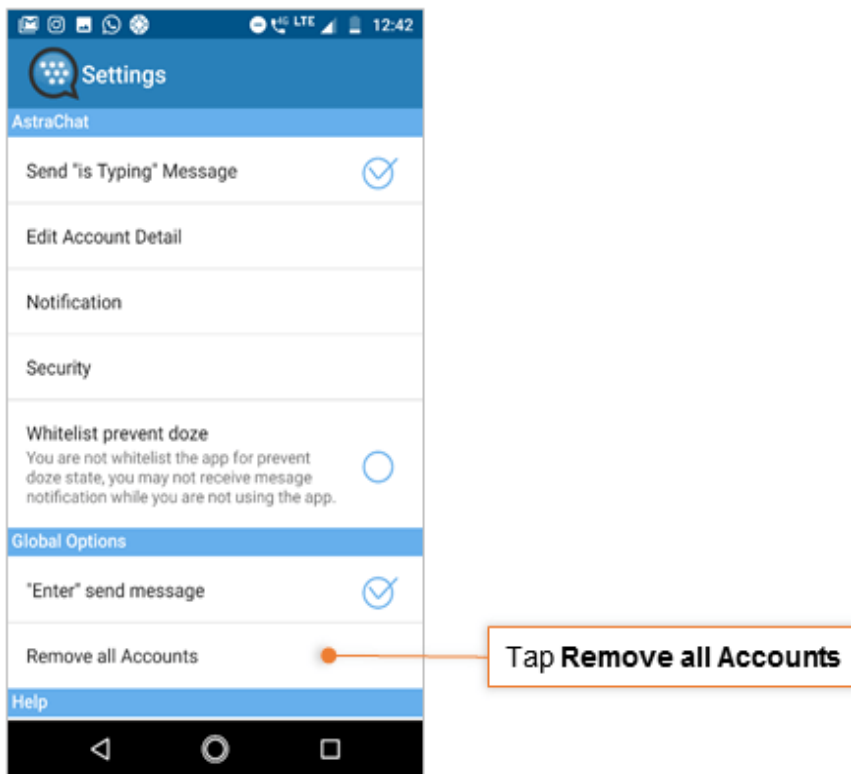 LTE 12:42
Settings
AstraChat
Send "is Typing" Message
Edit Account Detail
Notification
Security
Whitelist prevent doze
You are not whitelist the app for prevent
doze state, you may not receive mesage
notification while you are not using the app.
Global Options
"Enter" send message
Remove all Accounts
Tap Remove all Accounts
Help